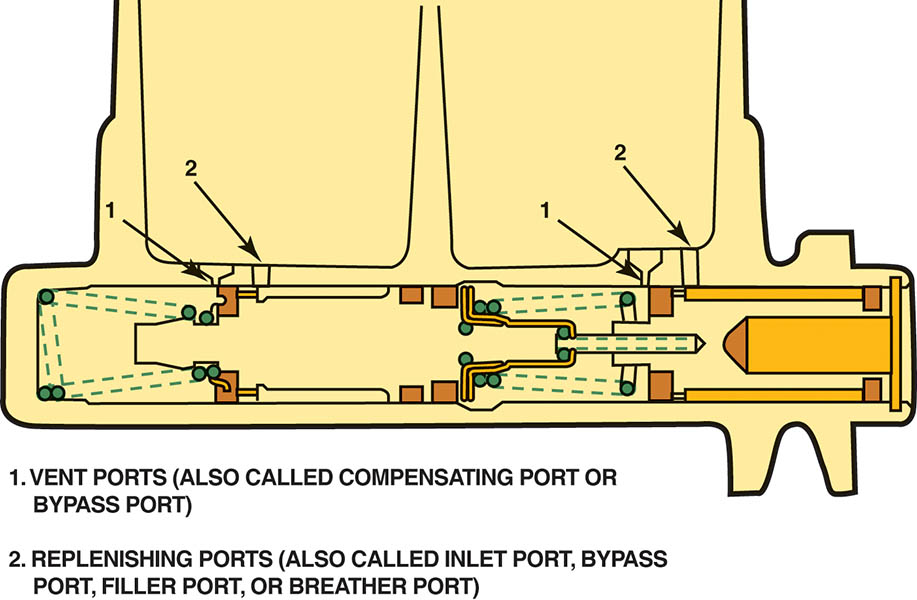 2
1
2
1
1. VENT PORTS (ALSO CALLED COMPENSATING PORT OR
BYPASS PORT)
2. REPLENISHING PORTS (ALSO CALLED INLET PORT, BYPASS
PORT, FILLER PORT, OR BREATHER PORT)